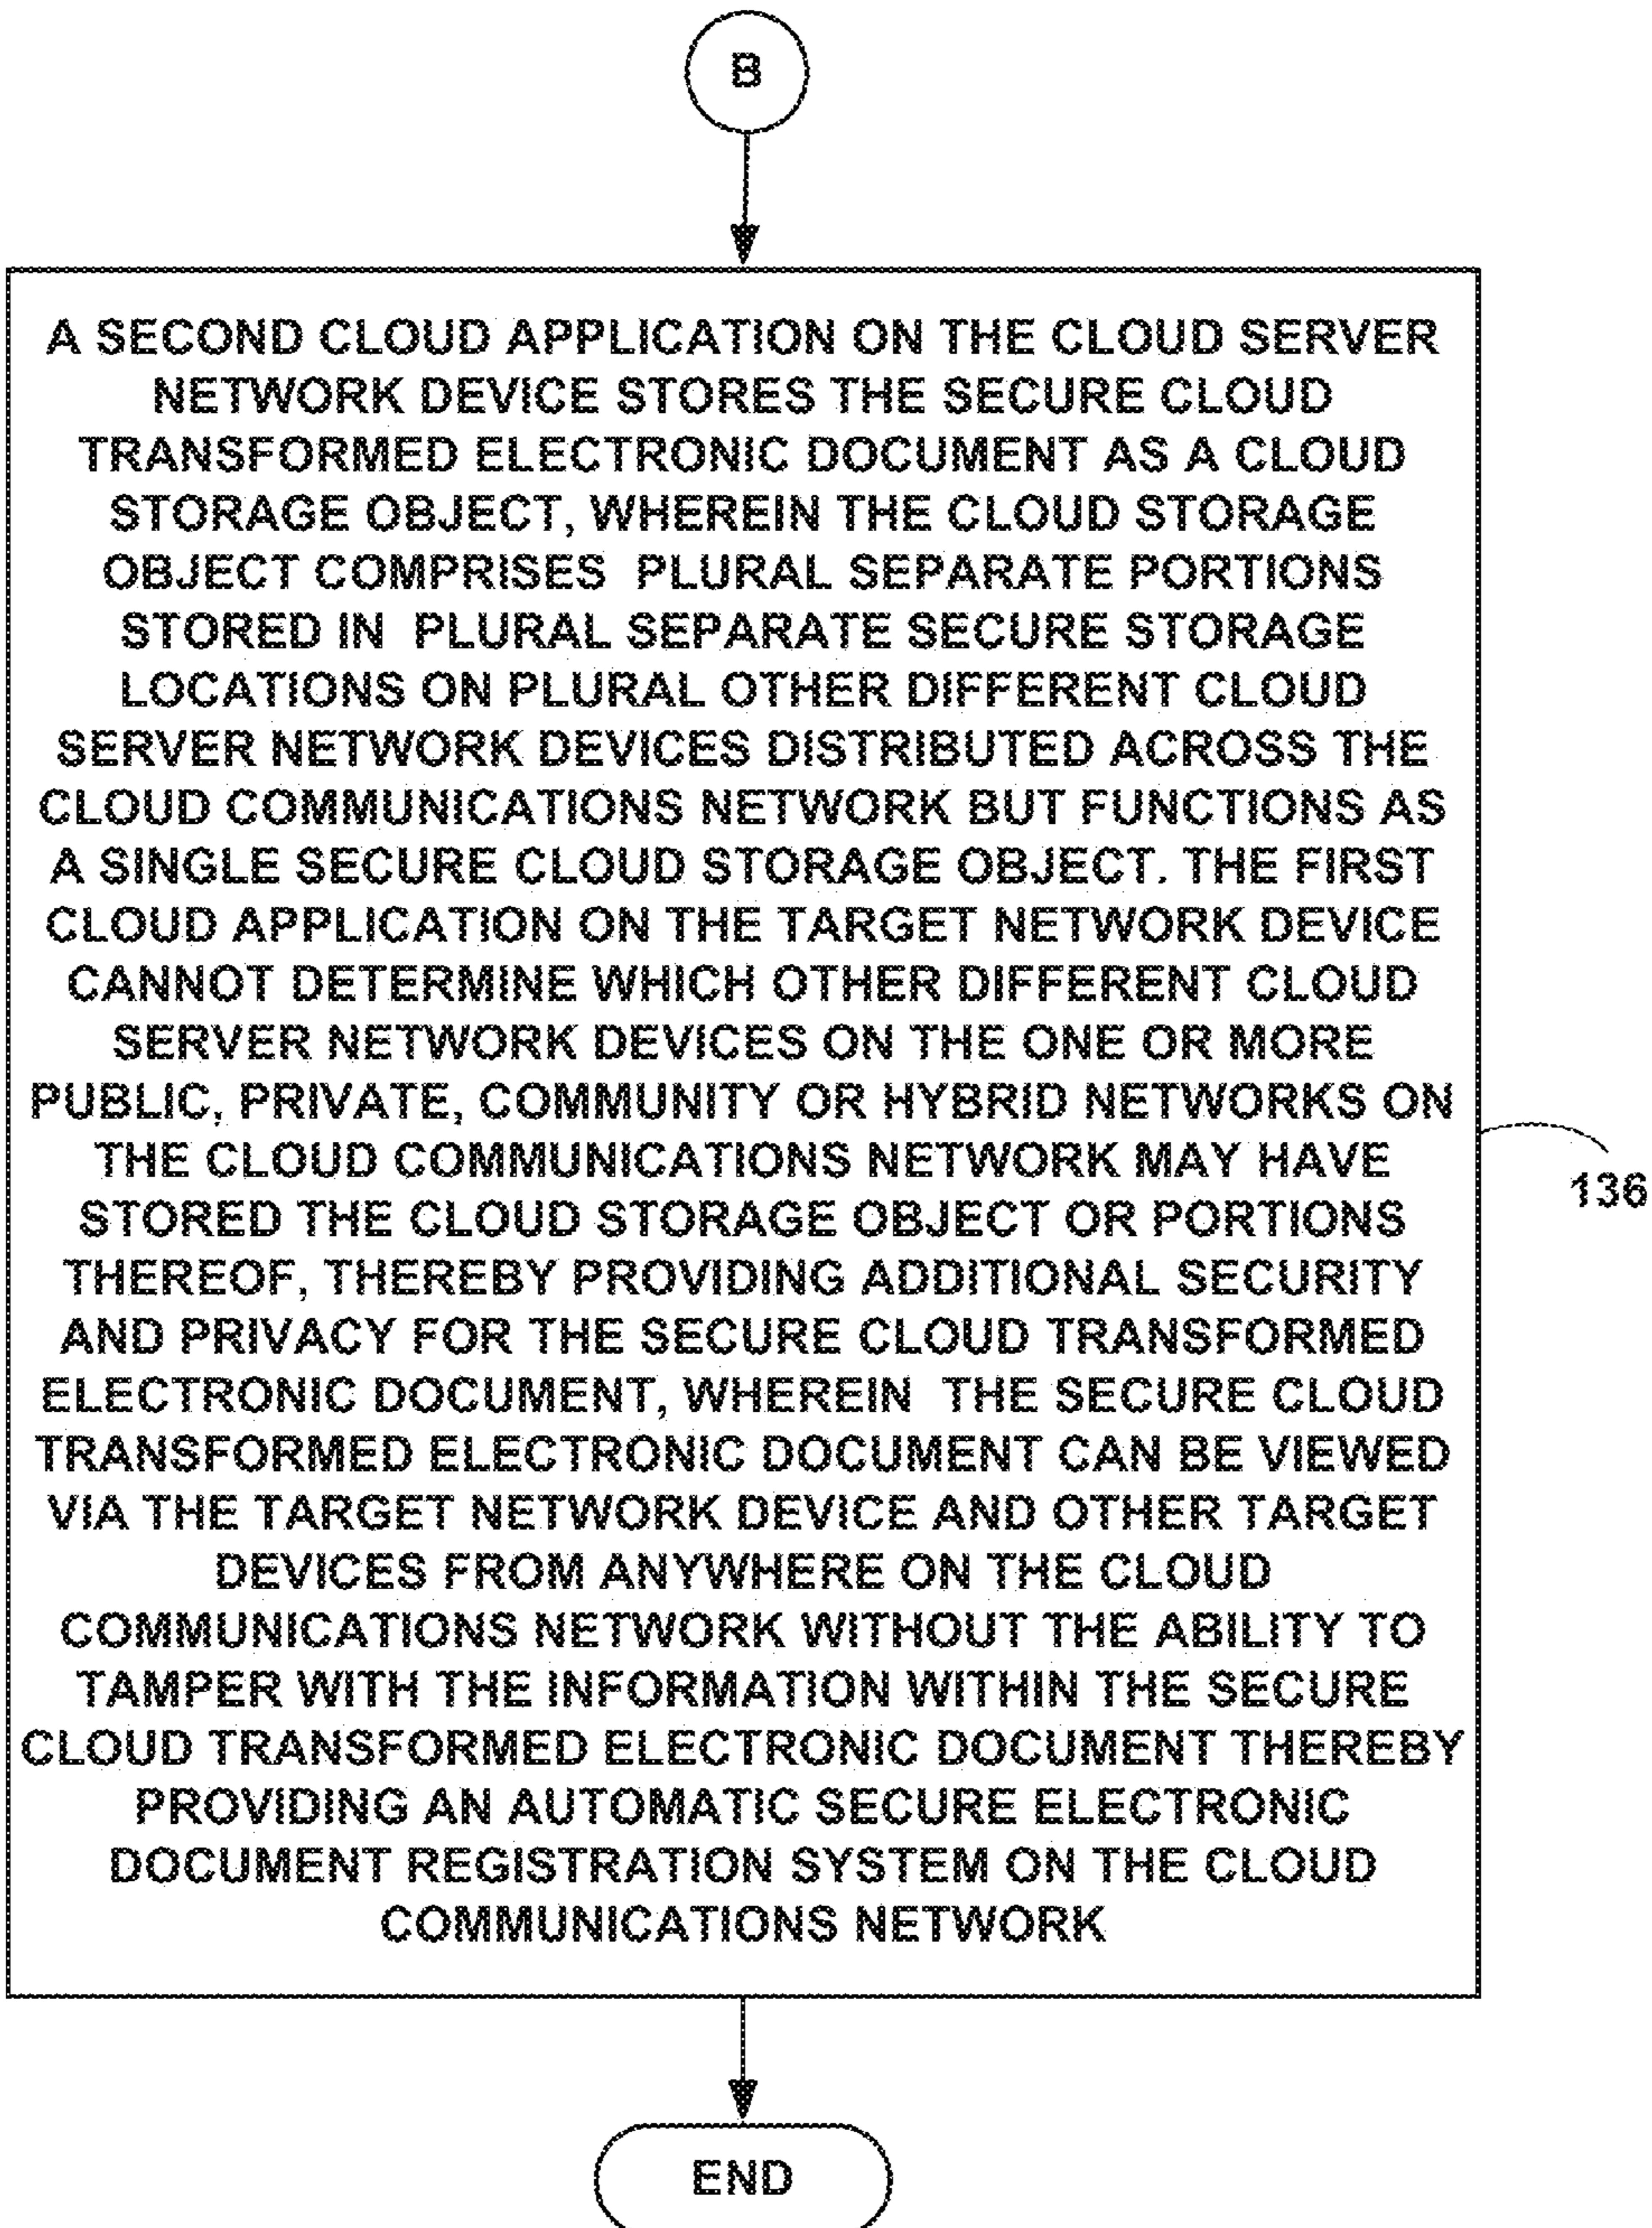 B
A SECOND CLOUD APPLICATION ON THE CLOUD SERVER
NETWORK DEVICE STORES THE SECURE CLOUD
TRANSFORMED ELECTRONIC DOCUMENT AS A CLOUD
STORAGE OBJECT, WHEREIN THE CLOUD STORAGE
OBJECT COMPRISES PLURAL SEPARATE PORTIONS
STORED IN PLURAL SEPARATE SECURE STORAGE
LOCATIONS ON PLURAL OTHER DIFFERENT CLOUD
SERVER NETWORK DEVICES DISTRIBUTED ACROSS THE
CLOUD COMMUNICATIONS NETWORK BUT FUNCTIONS AS
A SINGLE SECURE CLOUD STORAGE OBJECT. THE FIRST
CLOUD APPLICATION ON THE TARGET NETWORK DEVICE
CANNOT DETERMINE WHICH OTHER DIFFERENT CLOUD
SERVER NETWORK DEVICES ON THE ONE OR MORE
PUBLIC, PRIVATE, COMMUNITY OR HYBRID NETWORKS ON
THE CLOUD COMMUNICATIONS NETWORK MAY HAVE
STORED THE CLOUD STORAGE OBJECT OR PORTIONS
THEREOF, THEREBY PROVIDING ADDITIONAL SECURITY
AND PRIVACY FOR THE SECURE CLOUD TRANSFORMED
ELECTRONIC DOCUMENT, WHEREIN THE SECURE CLOUD
TRANSFORMED ELECTRONIC DOCUMENT CAN BE VIEWED
VIA THE TARGET NETWORK DEVICE AND OTHER TARGET
DEVICES FROM ANYWHERE ON THE CLOUD
COMMUNICATIONS NETWORK WITHOUT THE ABILITY TO
TAMPER WITH THE INFORMATION WITHIN THE SECURE
CLOUD TRANSFORMED ELECTRONIC DOCUMENT THEREBY
PROVIDING AN AUTOMATIC SECURE ELECTRONIC
DOCUMENT REGISTRATION SYSTEM ON THE CLOUD
COMMUNICATIONS NETWORK
136
END